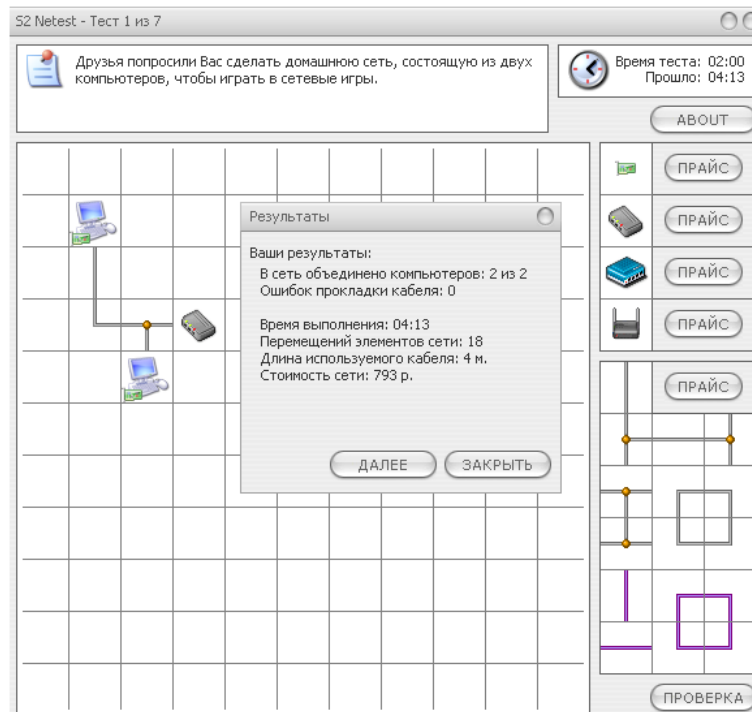 S2 Netest - Тест 1 из 7
Друзья попросили Вас сделать домашнюю сеть, состоящую из двух
компьютеров, чтобы играть в сетевые игры.
Время теста: 02:00
Прошло: 04:13
ABOUT
ПРАЙС
ПРАЙС
ПРАЙС
ПРАЙС
ПРАЙС
Результаты
Ваши результаты:
В сеть объединено компьютеров: 2 из 2
Ошибок прокладки кабеля: 0
Время выполнения: 04:13
Перемещений элементов сети: 18
Длина используемого кабеля: 4 м.
Стоимость сети: 793 р.
ДАЛЕЕ
ЗАКРЫТЬ
ПРОВЕРКА